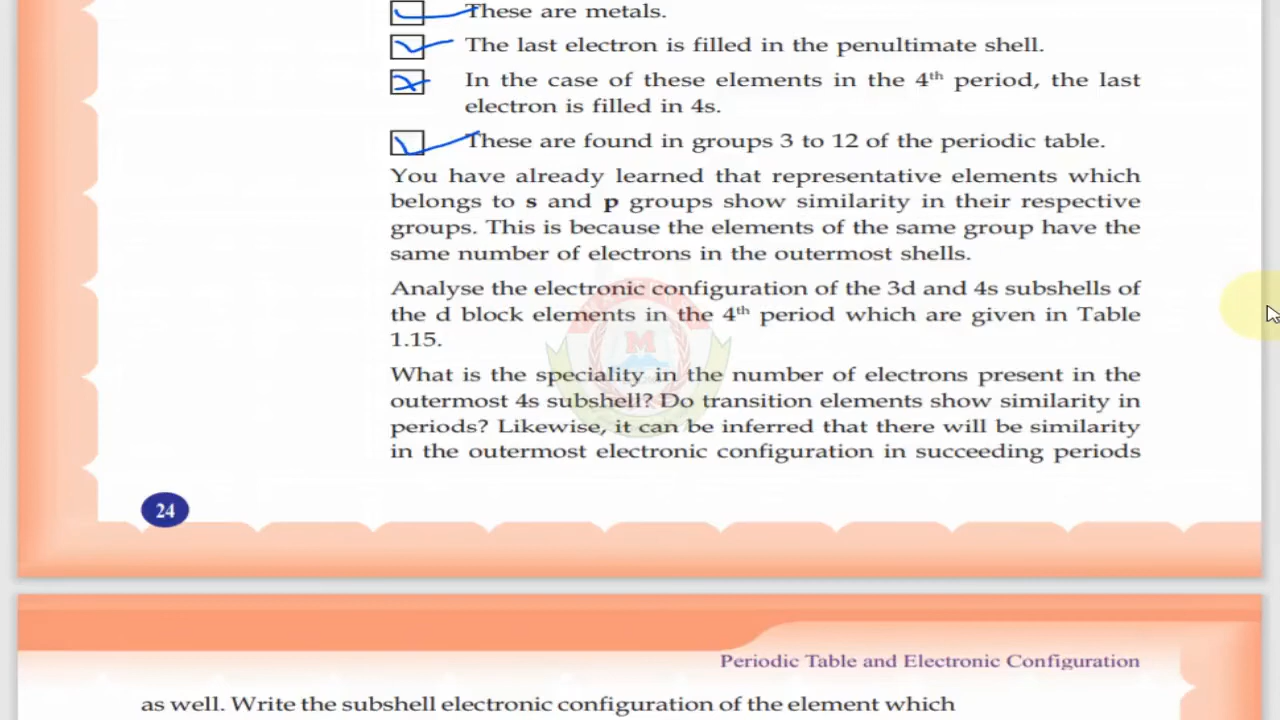 These are metals.
The last electron is filled in the penultimate shell.
In the case of these elements in the 4th period, the last
electron is filled in 4s.
These are found in groups 3 to 12 of the periodic table.
You have already learned that representative elements which
belongs to s and p groups show similarity in their respective
groups. This is because the elements of the same group have the
same number of electrons in the outermost shells.
Analyse the electronic configuration of the 3d and 4s subshells of
the d block elements in the 4th period which are given in Table
1.15.
What is the speciality in the number of electrons present in the
outermost 4s subshell? Do transition elements show similarity in
periods? Likewise, it can be inferred that there will be similarity
in the outermost electronic configuration in succeeding periods
24
Periodic Table and Electronic Configuration
as well. Write the subshell electronic configuration of the element which